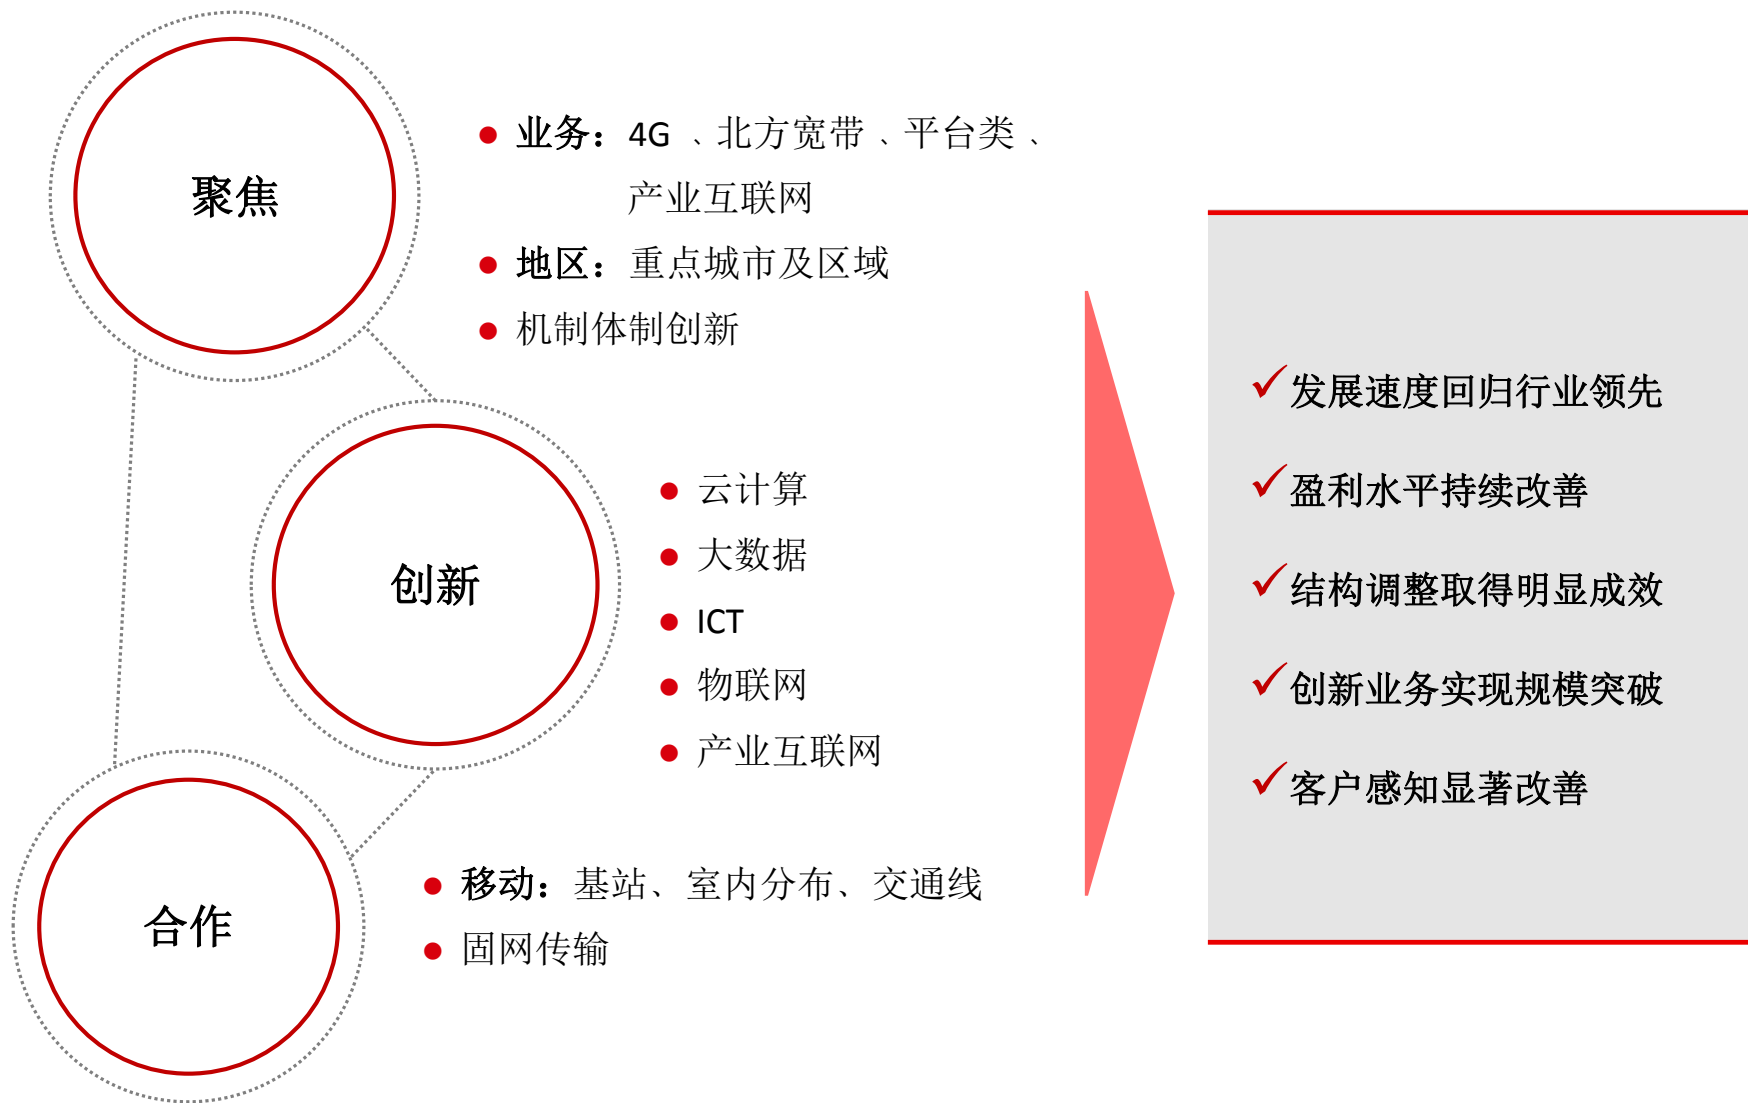 聚焦
业务：4G 、北方宽带 、平台类 、
产业互联网
地区：重点城市及区域
机制体制创新
创新
云计算
大数据
ICT
物联网
产业互联网
合作
移动：基站、室内分布、交通线
固网传输
发展速度回归行业领先
盈利水平持续改善
结构调整取得明显成效
创新业务实现规模突破
客户感知显著改善